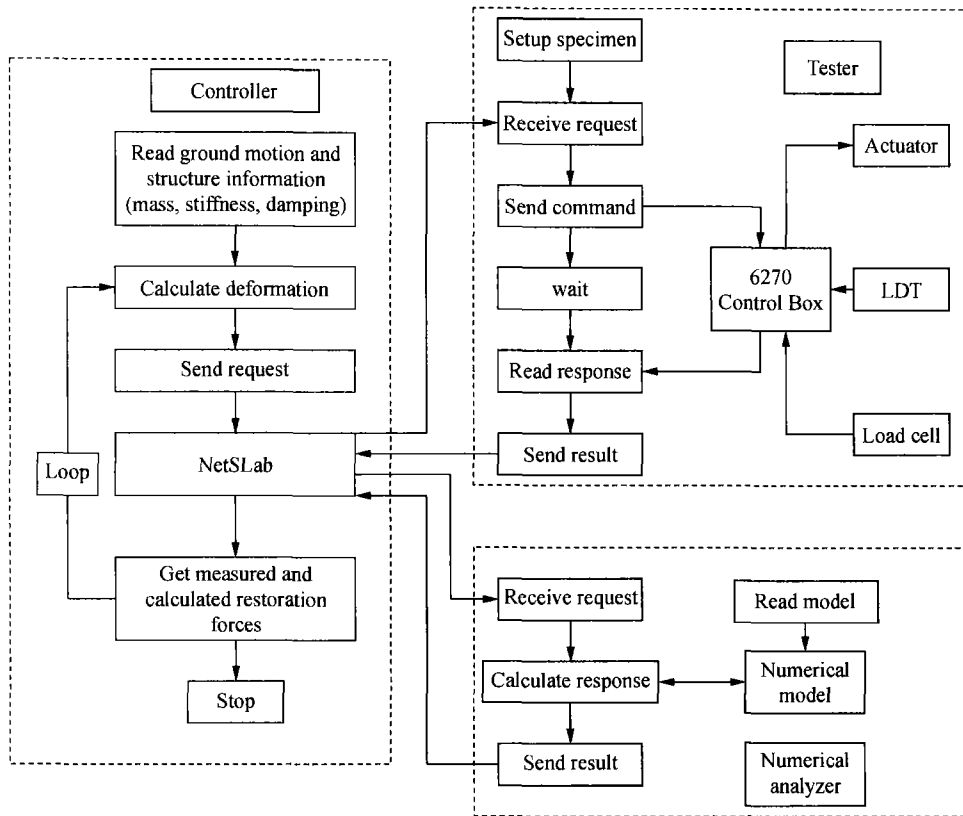 Controller
Read ground motion and
structure information
(mass, stiffness, damping)
Calculate deformation
Send request
NetSLab
Loop
Get measured and
calculated restoration
forces
Stop
Setup specimen
Tester
Receive request
Actuator
Send command
6270
Control Box
wait
LDT
Read response
Load cell
Send result
Receive request
Read model
Calculate response
Numerical
model
Send result
Numerical
analyzer